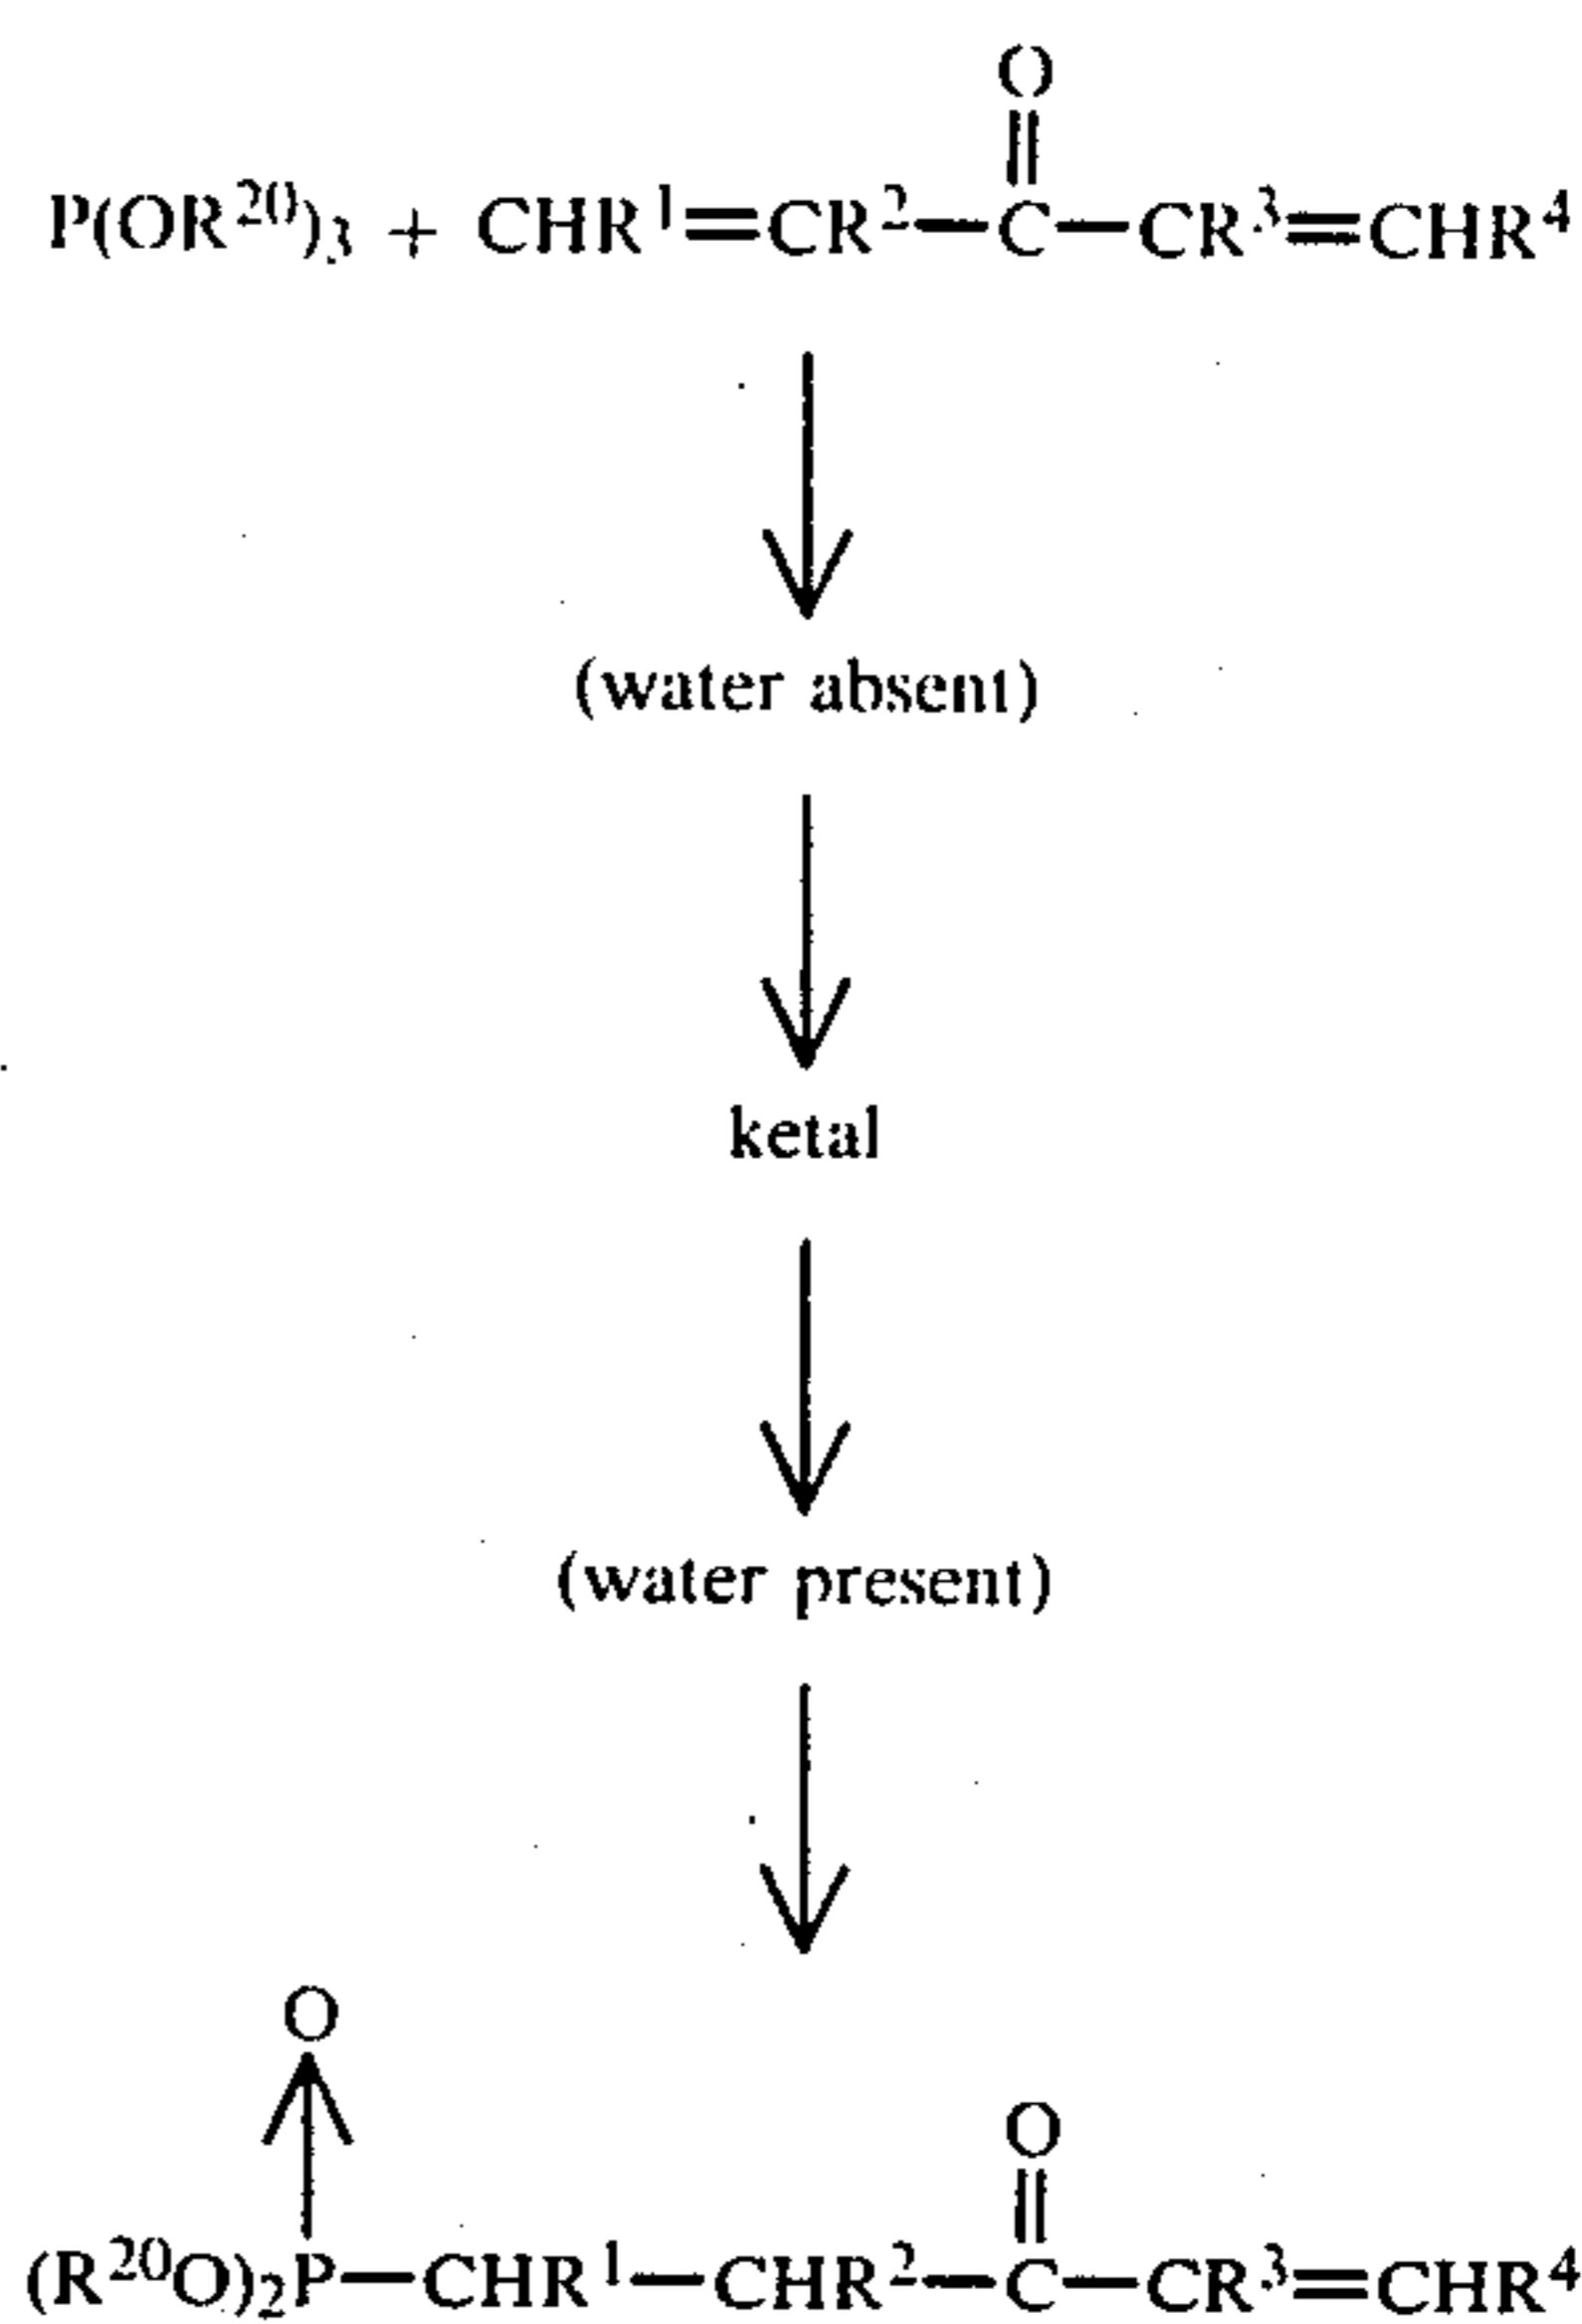 O
P(OR²⁰)₃ + CHR¹=CR²—C—CR³=CHR⁴
(water absent)
ketal
(water present)
O
O
(R²⁰O)₂P—CHR¹—CHR²—C—CR³=CHR⁴